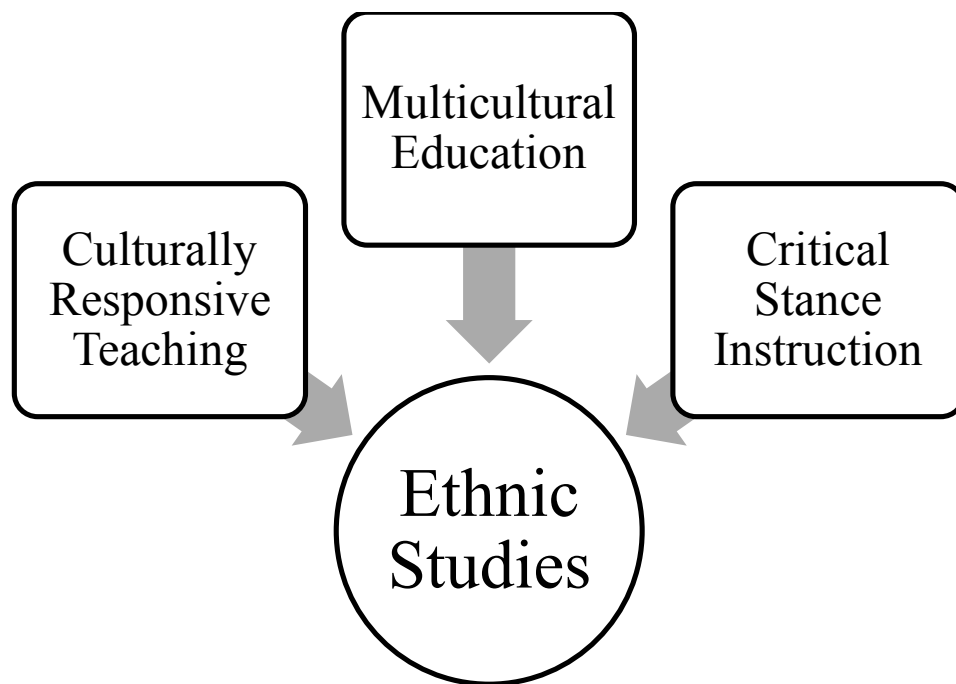 Multicultural
Education
Culturally
Responsive
Teaching
Critical
Stance
Instruction
Ethnic
Studies